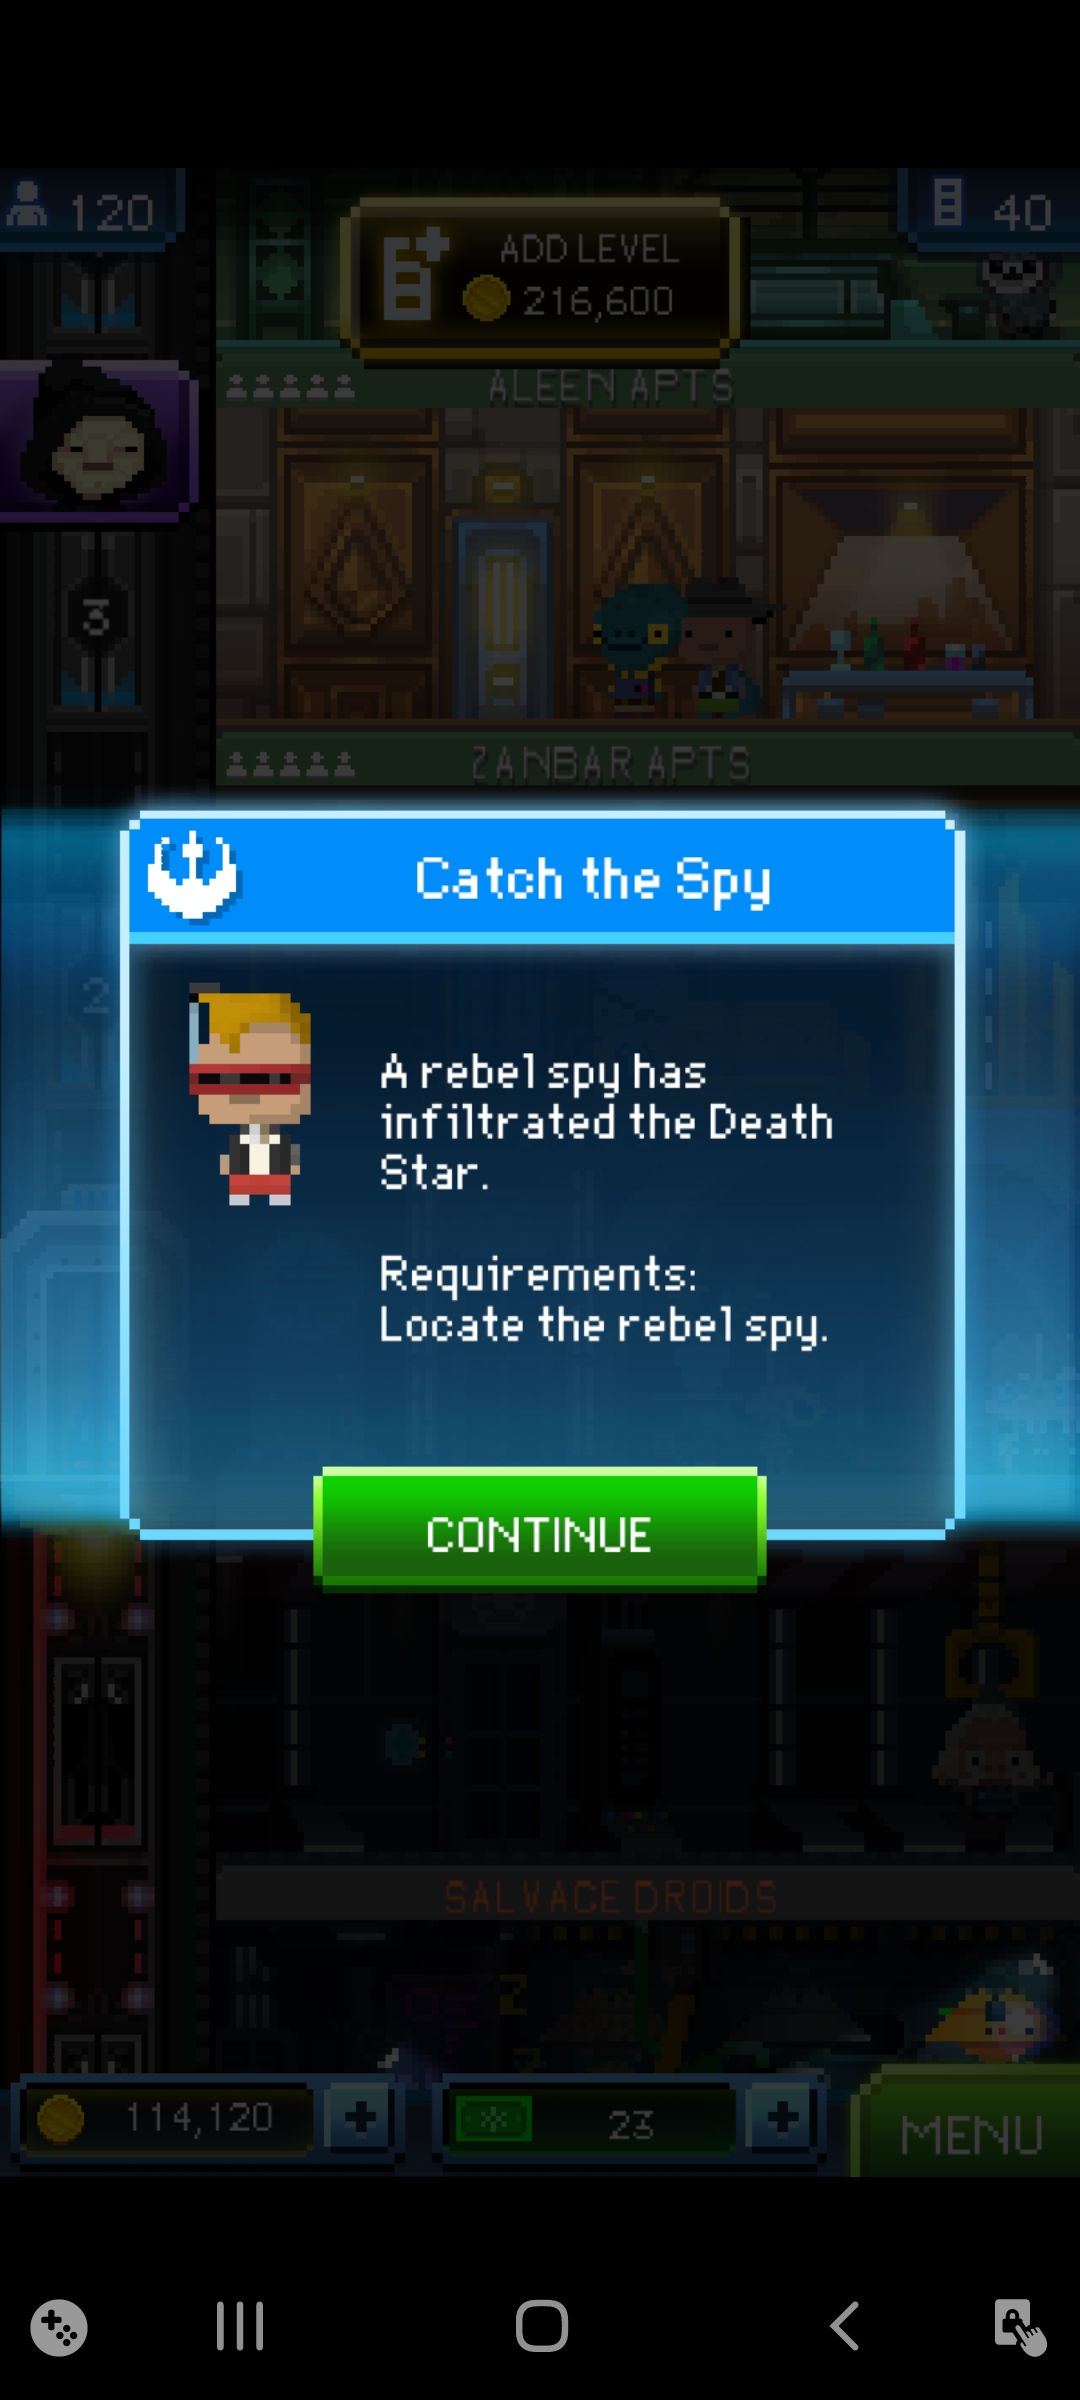 120
40
ADD LEVEL
216,600
ALEEN APTS
3
ZANBAR APTS
Catch the Spy
2
A rebel spy has
infiltrated the Death
Star.
Requirements:
Locate the rebel spy.
CONTINUE
SALVAGE DROIDS
114,120
23
MENU